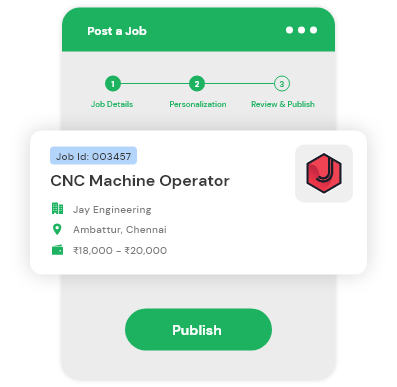 Post a Job
1 2 3
Job Details Personalization Review & Publish
Job Id: 003457
CNC Machine Operator
Jay Engineering
Ambattur, Chennai
₹18,000 – ₹20,000
Publish